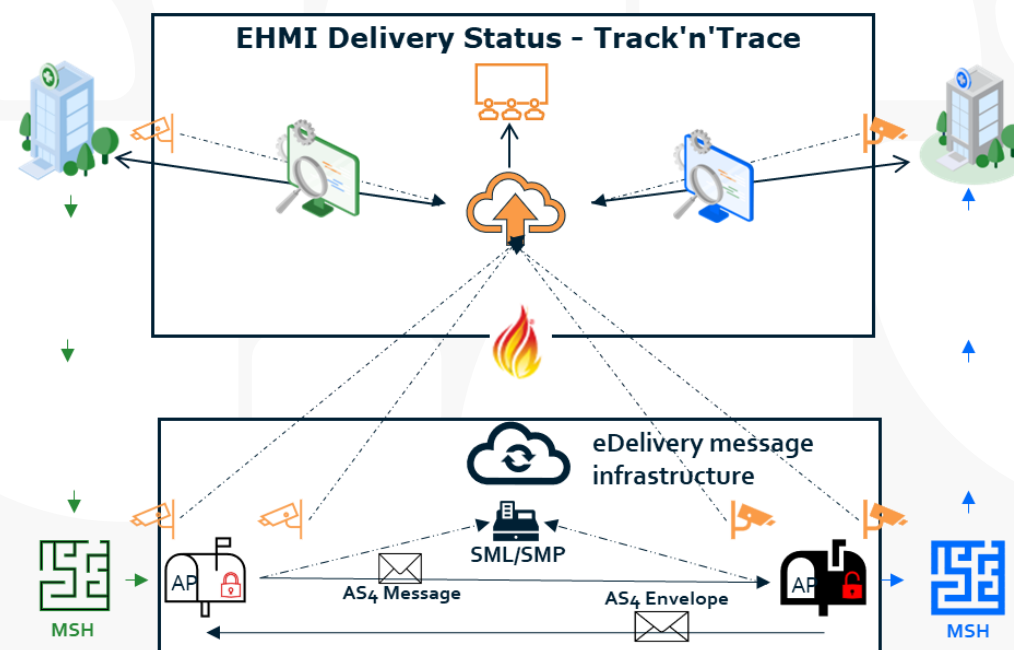 EHMI Delivery Status - Track'n'Trace
eDelivery message
infrastructure
SML/SMP
AP
AS4 Message
AP
AS4 Envelope
MSH
MSH